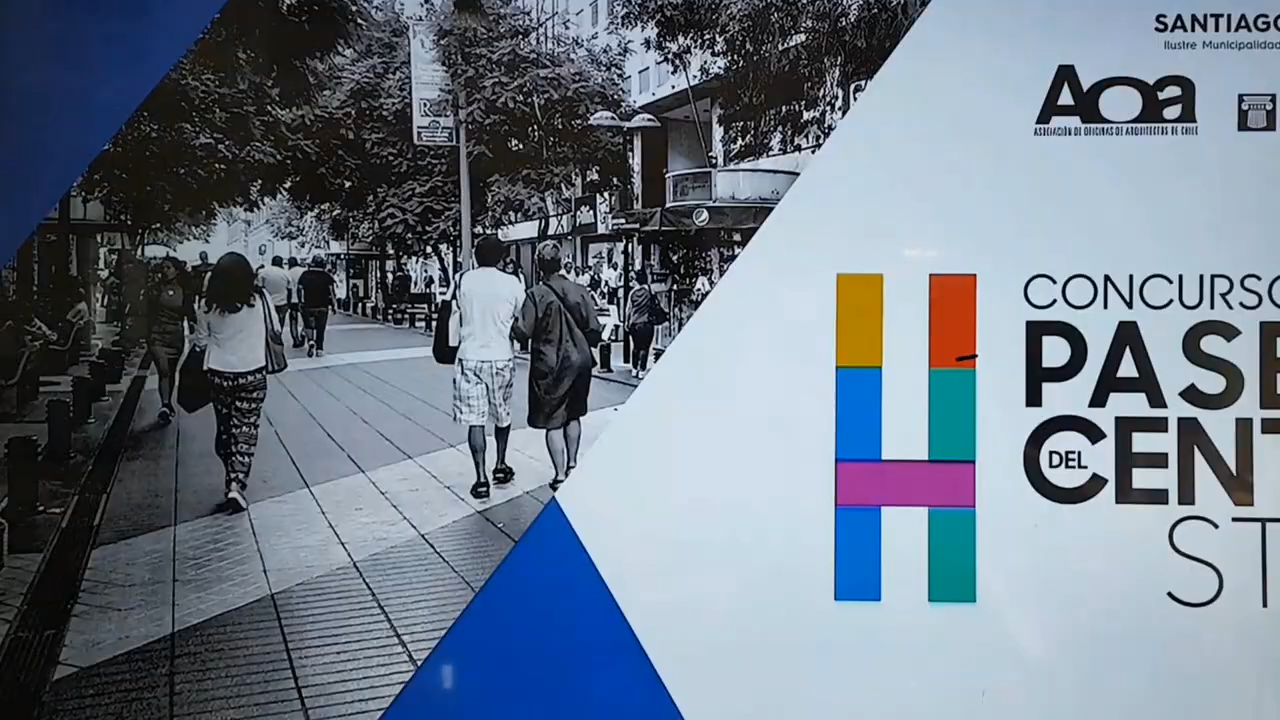 SANTIAGO
Ilustre Municipalidad
AOA
ASOCIACIÓN DE OFICINAS DE ARQUITECTOS DE CHILE
CONCURSO
PASE
DEL
CENT
ST